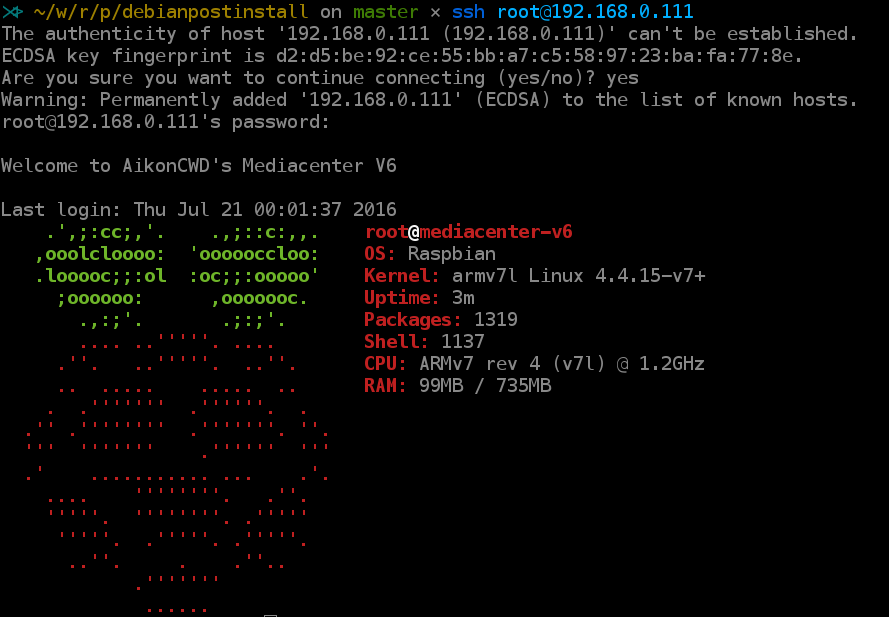 ~/w/r/p/debianpostinstall on master × ssh root@192.168.0.111
The authenticity of host '192.168.0.111 (192.168.0.111)' can't be established.
ECDSA key fingerprint is d2:d5:be:92:ce:55:bb:a7:c5:58:97:23:ba:fa:77:8e.
Are you sure you want to continue connecting (yes/no)? yes
Warning: Permanently added '192.168.0.111' (ECDSA) to the list of known hosts.
root@192.168.0.111's password:
Welcome to AikonCWD's Mediacenter V6
Last login: Thu Jul 21 00:01:37 2016
root@mediacenter-v6
OS: Raspbian
Kernel: armv7l Linux 4.4.15-v7+
Uptime: 3m
Packages: 1319
Shell: 1137
CPU: ARMv7 rev 4 (v7l) @ 1.2GHz
RAM: 99MB / 735MB